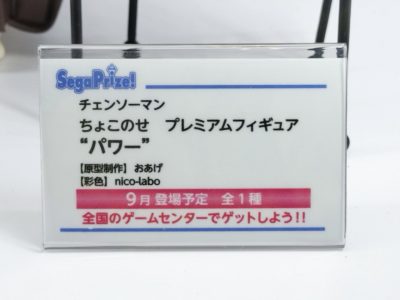 SegaPrize!
チェンソーマン
ちょこのせ プレミアムフィギュア
“パワー”
【原型制作】おあげ
【彩色】nico-labo
9月登場予定 全1種
全国のゲームセンターでゲットしよう!!